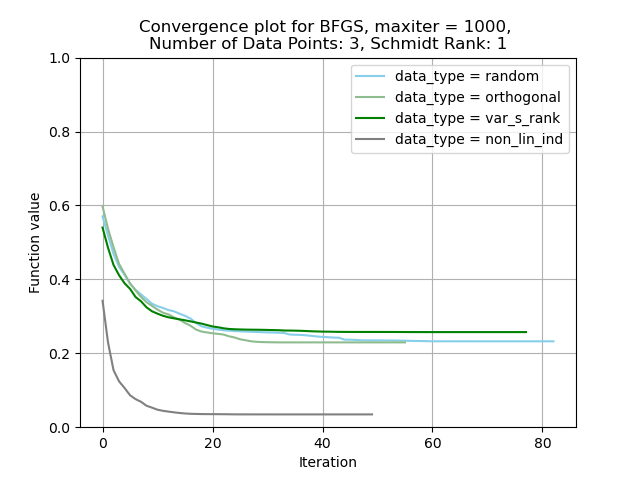 Convergence plot for BFGS, maxiter = 1000,
Number of Data Points: 3, Schmidt Rank: 1
data_type = random
data_type = orthogonal
data_type = var_s_rank
data_type = non_lin_ind
Function value
1.0
0.8
0.6
0.4
0.2
0.0
0
20
40
60
80
Iteration